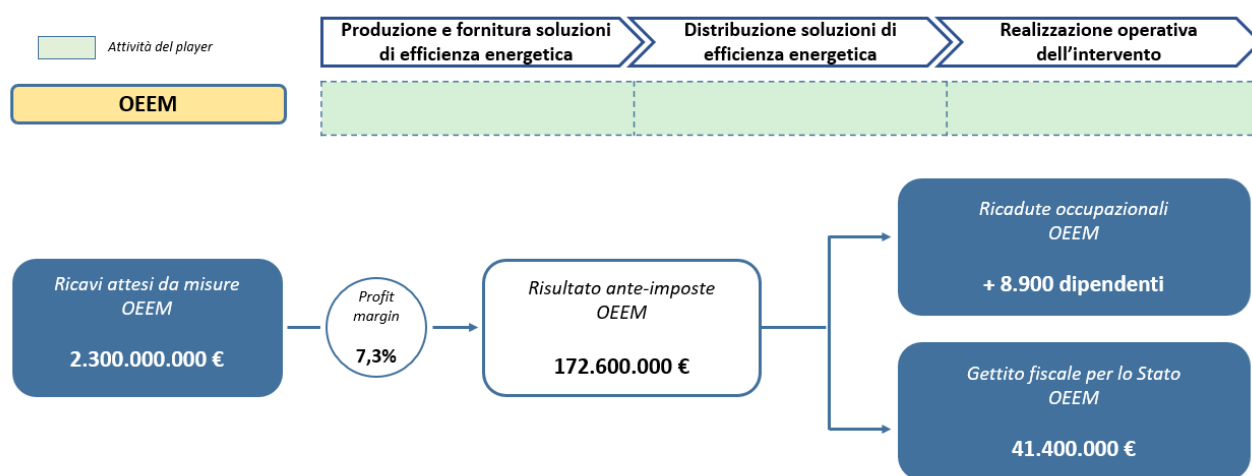 Attività del player
Produzione e fornitura soluzioni
di efficienza energetica
Distribuzione soluzioni di
efficienza energetica
Realizzazione operativa
dell’intervento
OEEM
Ricavi attesi da misure
OEEM
2.300.000.000 €
Profit
margin
7,3%
Risultato ante-imposte
OEEM
172.600.000 €
Ricadute occupazionali
OEEM
+ 8.900 dipendenti
Gettito fiscale per lo Stato
OEEM
41.400.000 €